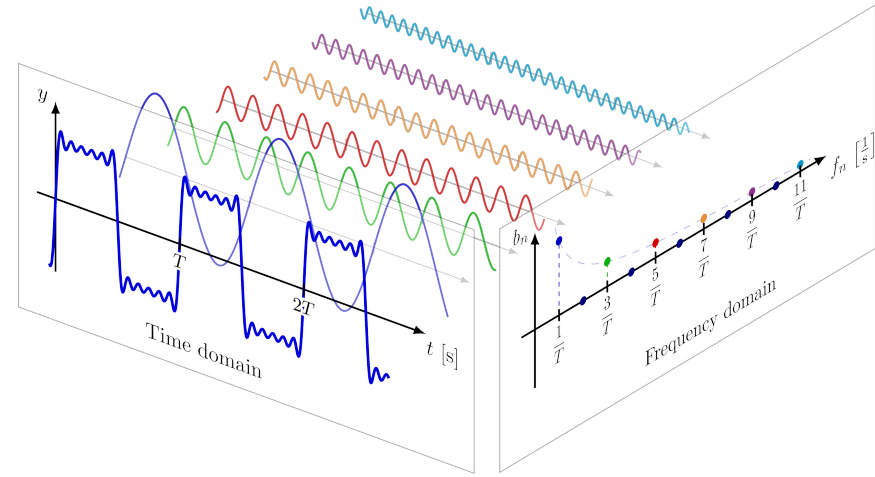 y
T
2T
t [s]
Time domain
b_n
1/T
3/T
5/T
7/T
9/T
11/T
f_n [1/s]
Frequency domain